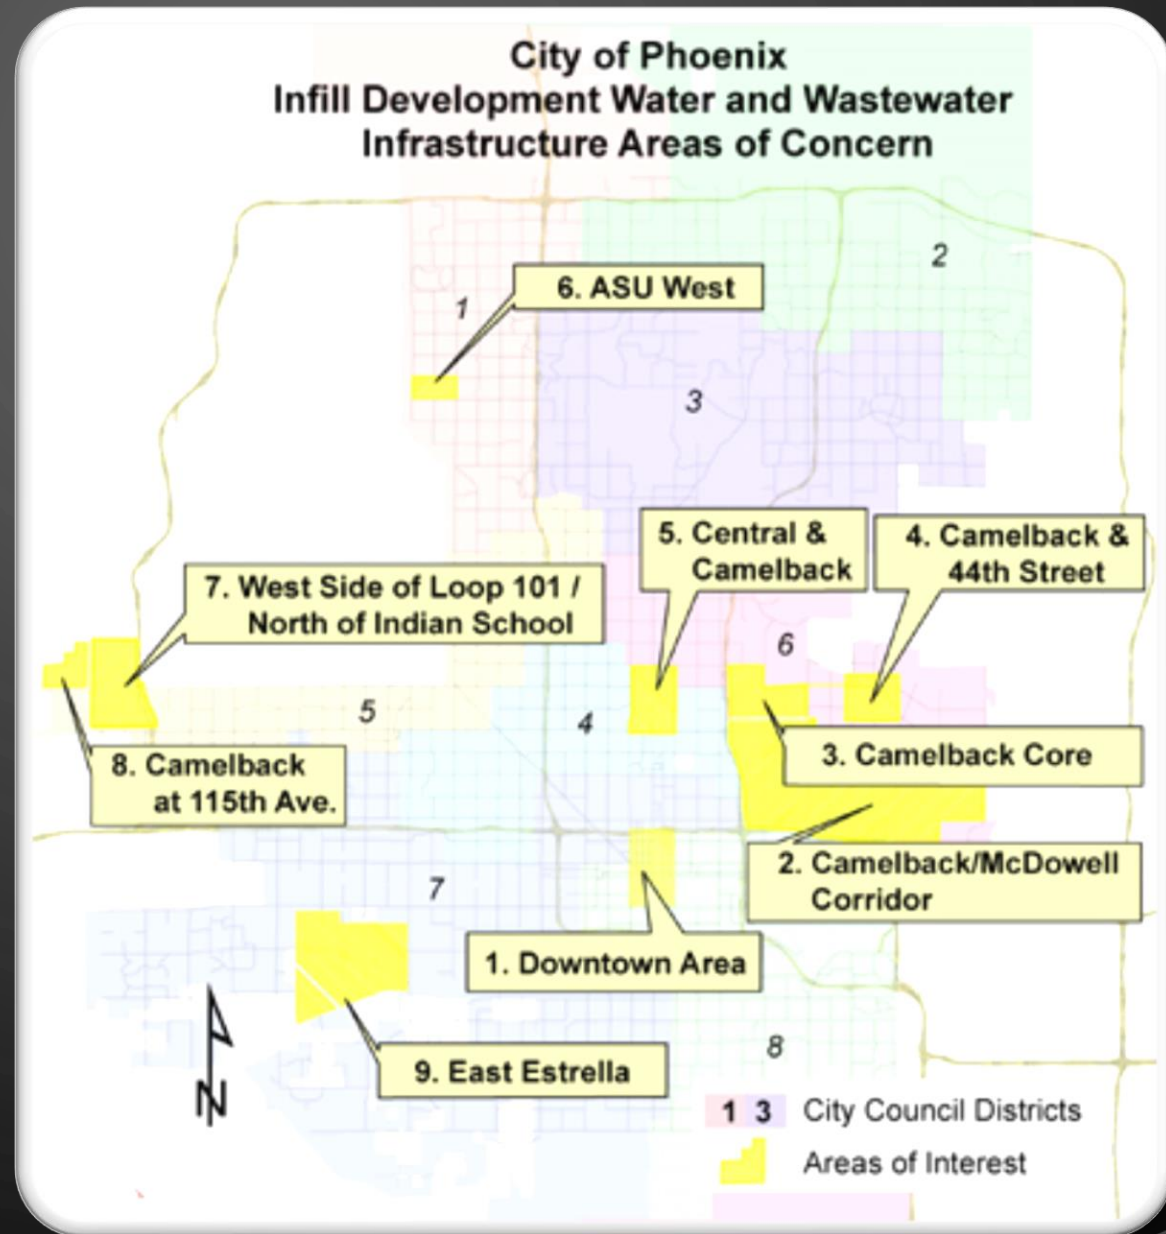 City of Phoenix
Infill Development Water and Wastewater
Infrastructure Areas of Concern
2
6. ASU West
1
3
5. Central &
Camelback
4. Camelback &
44th Street
7. West Side of Loop 101 /
North of Indian School
6
5
4
3. Camelback Core
8. Camelback
at 115th Ave.
2. Camelback/McDowell
Corridor
7
1. Downtown Area
8
9. East Estrella
N
1 3 City Council Districts
Areas of Interest